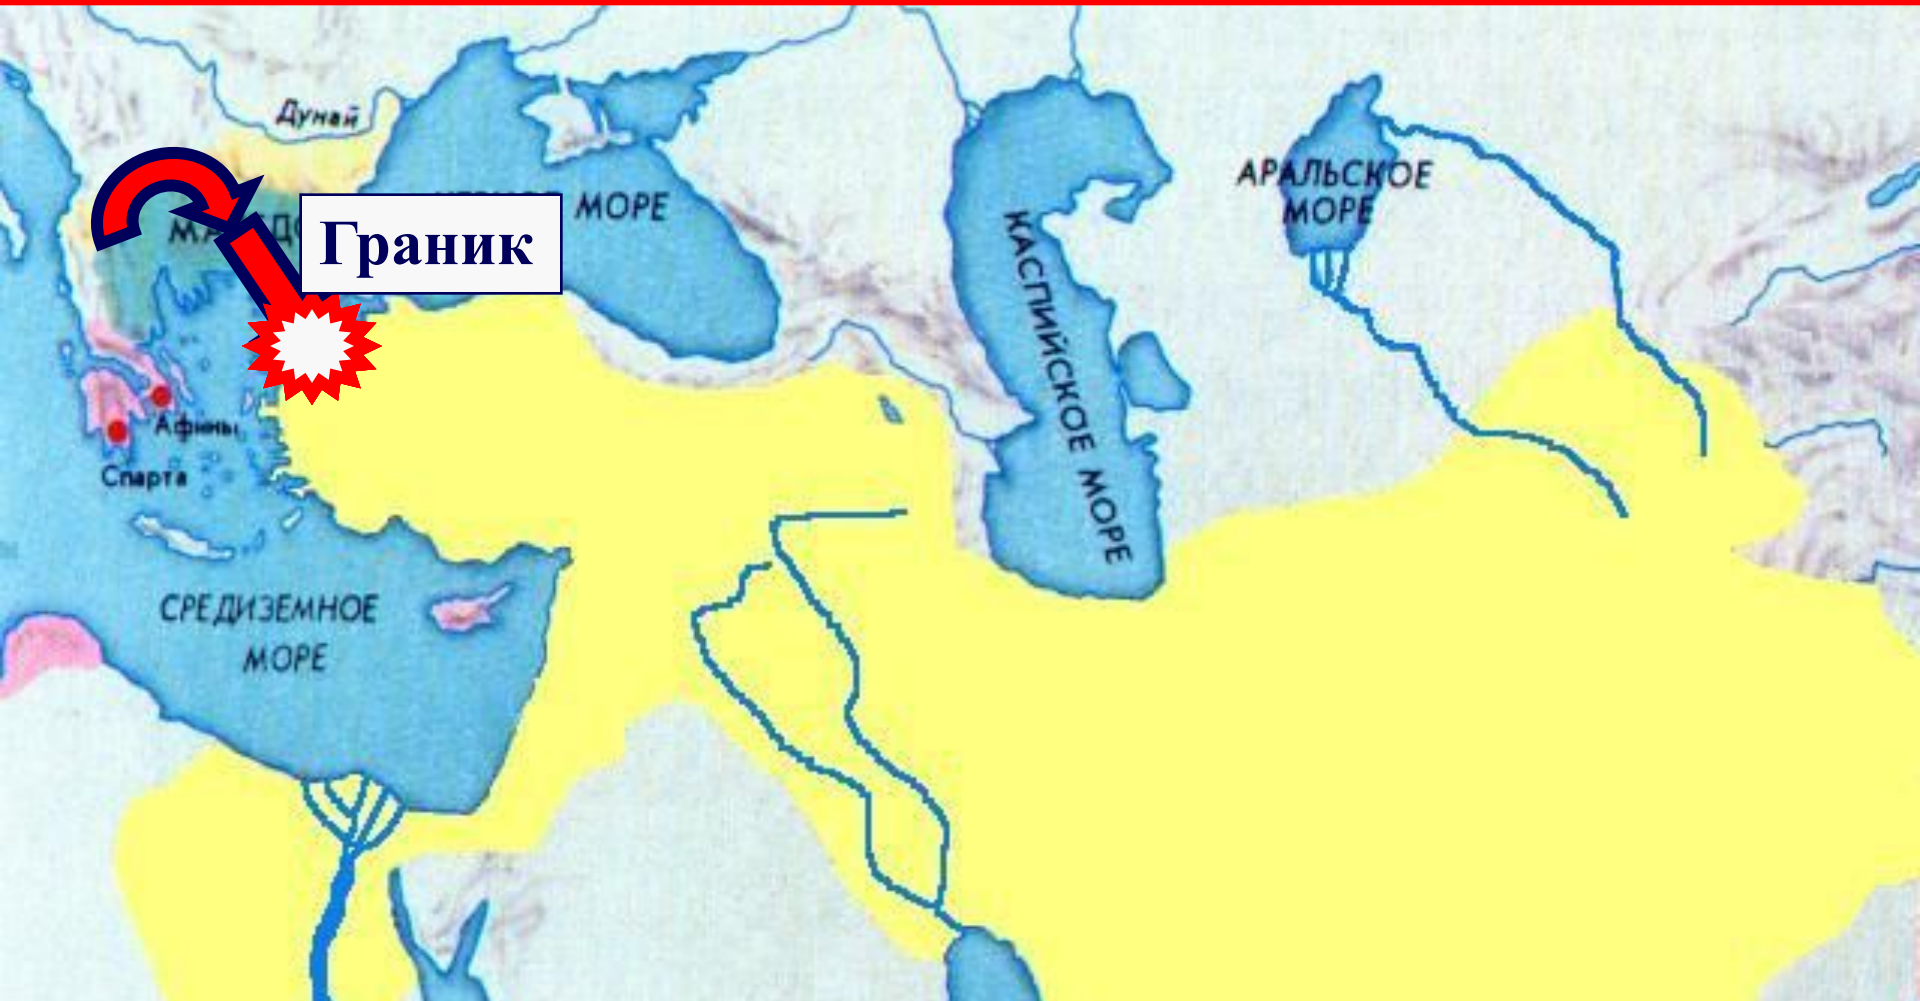 Дунай
МОРЕ
Граник
АРАЛЬСКОЕ
МОРЕ
КАСПИЙСКОЕ МОРЕ
Афины
Спарта
СРЕДИЗЕМНОЕ
МОРЕ